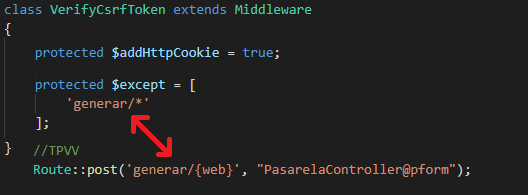 class VerifyCsrfToken extends Middleware
{
protected $addHttpCookie = true;
protected $except = [
'generar/*'
];
} //TPVV
Route::post('generar/{web}', "PasarelaController@pform");